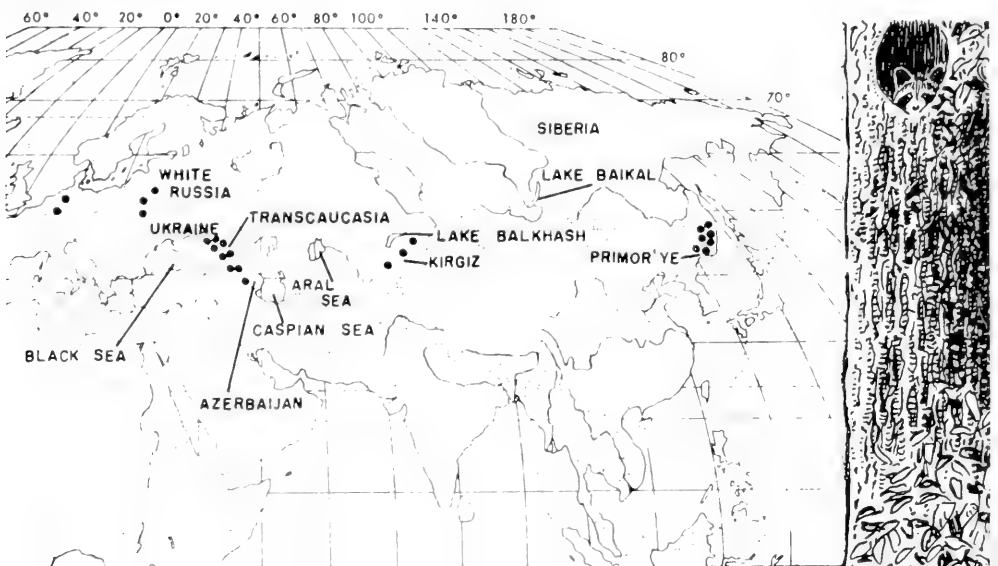 60° 40° 20° 0° 20° 40° 60° 80° 100° 140° 180°
80°
70°
SIBERIA
WHITE
RUSSIA
LAKE BAIKAL
UKRAINE
TRANSCAUCASIA
LAKE BALKHASH
KIRGIZ
PRIMOR'YE
ARAL
SEA
CASPIAN SEA
BLACK SEA
AZERBAIJAN